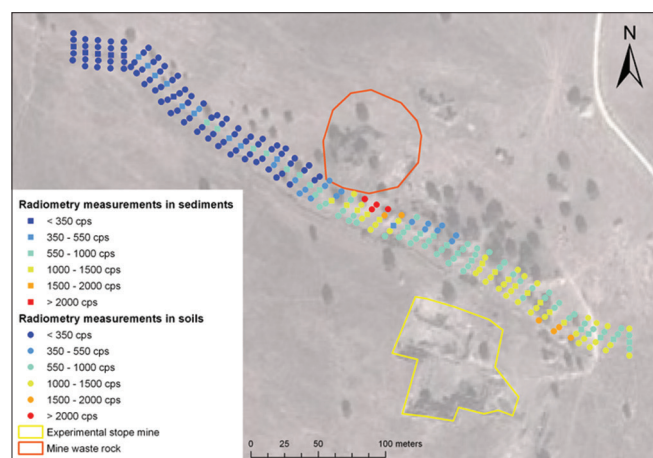 N
Radiometry measurements in sediments
< 350 cps
350 - 550 cps
550 - 1000 cps
1000 - 1500 cps
1500 - 2000 cps
> 2000 cps
Radiometry measurements in soils
< 350 cps
350 - 550 cps
550 - 1000 cps
1000 - 1500 cps
1500 - 2000 cps
> 2000 cps
Experimental stope mine
Mine waste rock
0 25 50 100 meters